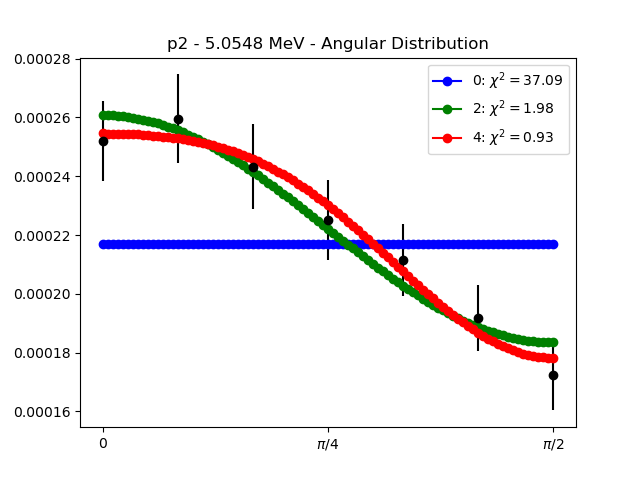 p2 - 5.0548 MeV - Angular Distribution
0.00028
0.00026
0.00024
0.00022
0.00020
0.00018
0.00016
0: χ² = 37.09
2: χ² = 1.98
4: χ² = 0.93
0
π/4
π/2